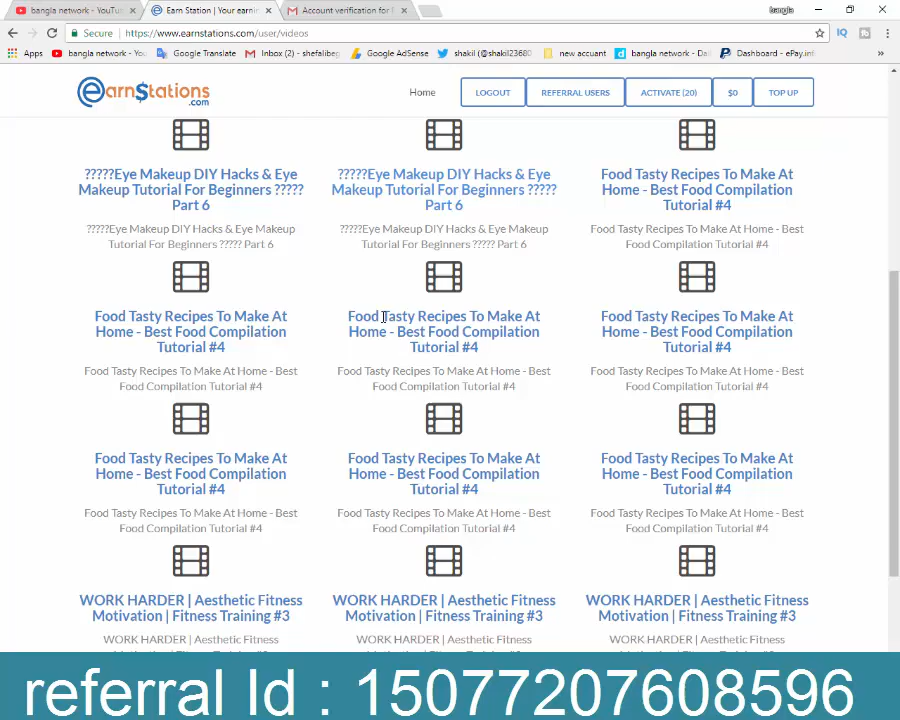 bangla network - YouTu
Earn Station | Your earnin
Account verification for
bangla
Secure | https://www.earnstations.com/user/videos
Apps
bangla network - You
Google Translate
Inbox (2) - shefalibeg
Google AdSense
shakil (@shakil23680
new accuant
bangla network - Dai
Dashboard - ePay.inf
earnStations
.com
Home
LOGOUT
REFERRAL USERS
ACTIVATE (20)
$0
TOP UP
?????Eye Makeup DIY Hacks & Eye
Makeup Tutorial For Beginners ?????
Part 6
?????Eye Makeup DIY Hacks & Eye Makeup
Tutorial For Beginners ????? Part 6
?????Eye Makeup DIY Hacks & Eye
Makeup Tutorial For Beginners ?????
Part 6
?????Eye Makeup DIY Hacks & Eye Makeup
Tutorial For Beginners ????? Part 6
Food Tasty Recipes To Make At
Home - Best Food Compilation
Tutorial #4
Food Tasty Recipes To Make At Home - Best
Food Compilation Tutorial #4
Food Tasty Recipes To Make At
Home - Best Food Compilation
Tutorial #4
Food Tasty Recipes To Make At Home - Best
Food Compilation Tutorial #4
Food Tasty Recipes To Make At
Home - Best Food Compilation
Tutorial #4
Food Tasty Recipes To Make At Home - Best
Food Compilation Tutorial #4
Food Tasty Recipes To Make At
Home - Best Food Compilation
Tutorial #4
Food Tasty Recipes To Make At Home - Best
Food Compilation Tutorial #4
Food Tasty Recipes To Make At
Home - Best Food Compilation
Tutorial #4
Food Tasty Recipes To Make At Home - Best
Food Compilation Tutorial #4
Food Tasty Recipes To Make At
Home - Best Food Compilation
Tutorial #4
Food Tasty Recipes To Make At Home - Best
Food Compilation Tutorial #4
Food Tasty Recipes To Make At
Home - Best Food Compilation
Tutorial #4
Food Tasty Recipes To Make At Home - Best
Food Compilation Tutorial #4
WORK HARDER | Aesthetic Fitness
Motivation | Fitness Training #3
WORK HARDER | Aesthetic Fitness
WORK HARDER | Aesthetic Fitness
Motivation | Fitness Training #3
WORK HARDER | Aesthetic Fitness
WORK HARDER | Aesthetic Fitness
Motivation | Fitness Training #3
WORK HARDER | Aesthetic Fitness
referral Id : 15077207608596